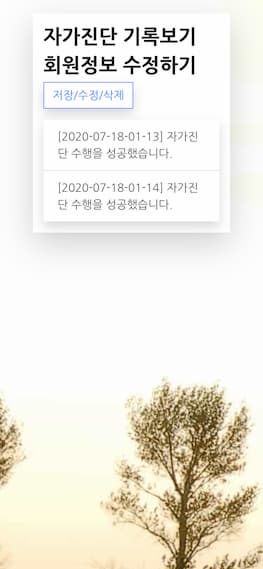 자가진단 기록보기
회원정보 수정하기
저장/수정/삭제
[2020-07-18-01-13] 자가진
단 수행을 성공했습니다.
[2020-07-18-01-14] 자가진
단 수행을 성공했습니다.